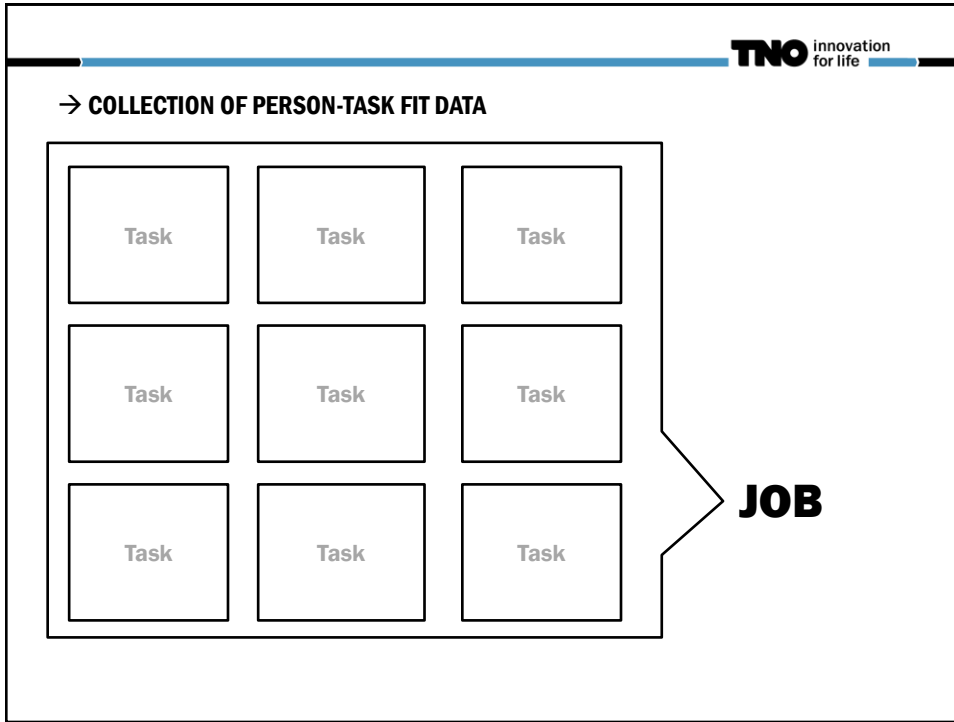 TNO innovation
for life
→ COLLECTION OF PERSON-TASK FIT DATA
Task Task Task
Task Task Task
JOB
Task Task Task